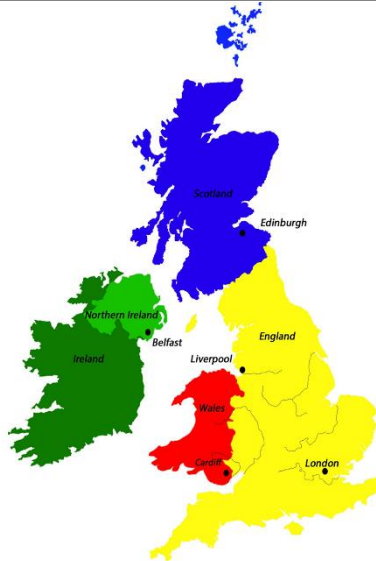 Scotland
Edinburgh
Northern Ireland
England
Belfast
Ireland
Liverpool
Wales
Cardiff
London